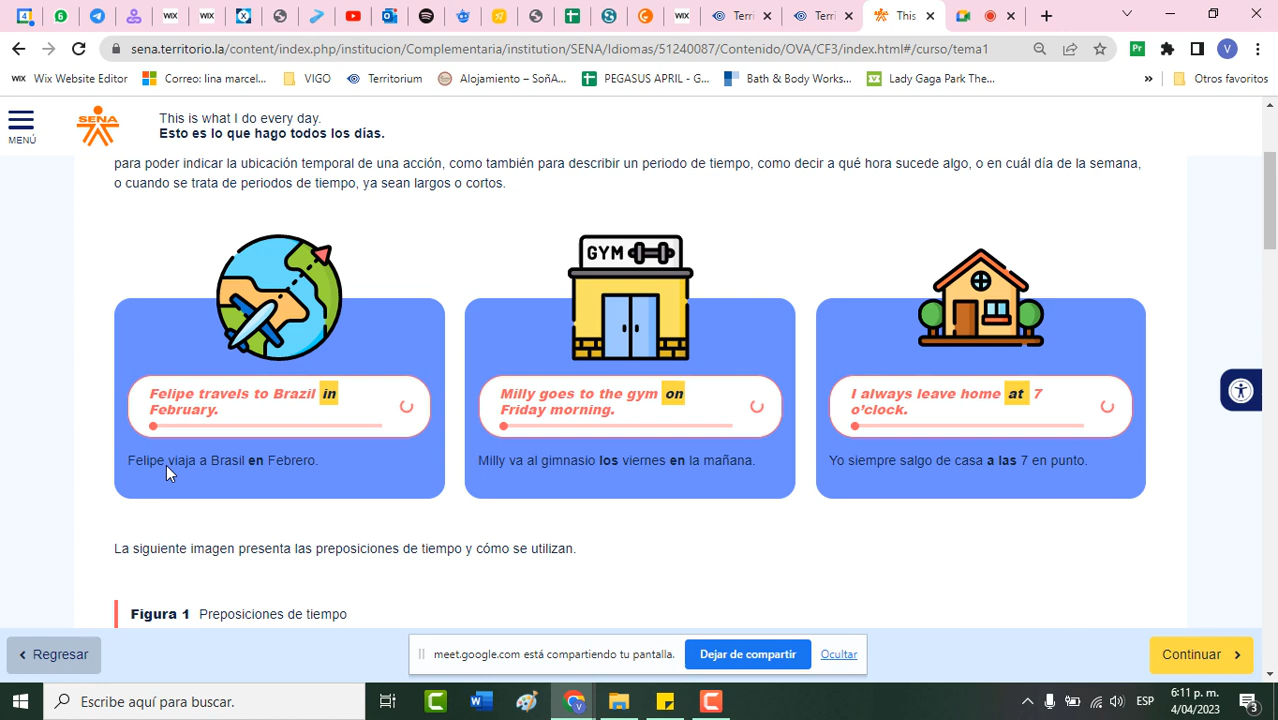 Terri
Terri
This
sena.territorio.la/content/index.php/institucion/Complementaria/institution/SENA/Idiomas/51240087/Contenido/OVA/CF3/index.html#/curso/tema1
Wix Website Editor
Correo: lina marcel...
VIGO
Territorium
Alojamiento – SoñA...
PEGASUS APRIL - G...
Bath & Body Works...
Lady Gaga Park The...
Otros favoritos
MENÚ
SENA
This is what I do every day.
Esto es lo que hago todos los días.
para poder indicar la ubicación temporal de una acción, como también para describir un periodo de tiempo, como decir a qué hora sucede algo, o en cuál día de la semana,
o cuando se trata de periodos de tiempo, ya sean largos o cortos.
GYM
Felipe travels to Brazil in
February.
Felipe viaja a Brasil en Febrero.
Milly goes to the gym on
Friday morning.
Milly va al gimnasio los viernes en la mañana.
I always leave home at 7
o'clock.
Yo siempre salgo de casa a las 7 en punto.
La siguiente imagen presenta las preposiciones de tiempo y cómo se utilizan.
Figura 1 Preposiciones de tiempo
Regresar
meet.google.com está compartiendo tu pantalla.
Dejar de compartir
Ocultar
Continuar
Escribe aquí para buscar.
ESP
6:11 p. m.
4/04/2023